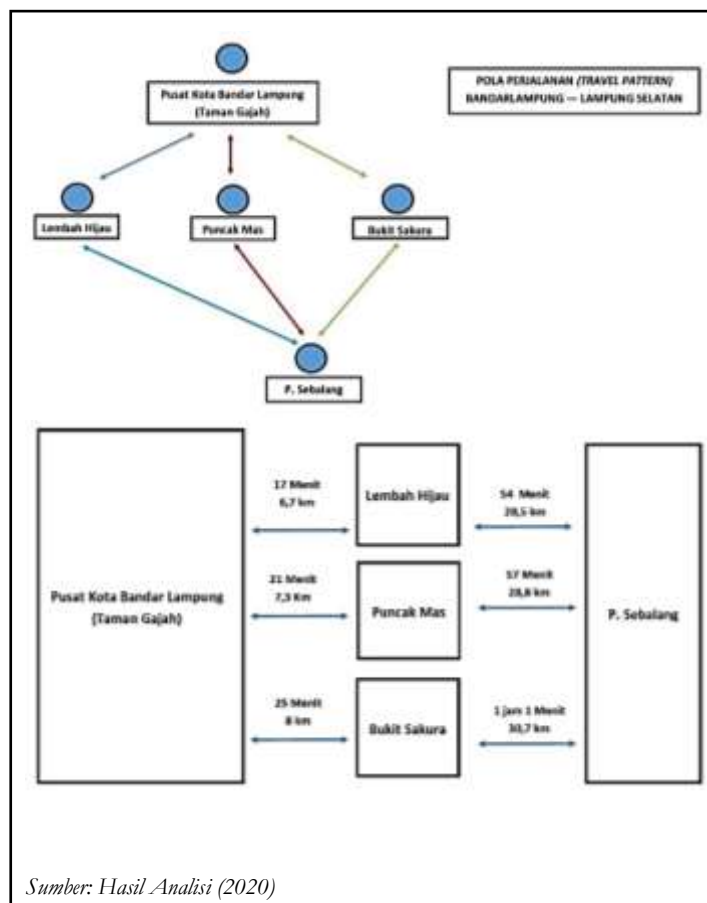 Pusat Kota Bandar Lampung
(Taman Gajah)
POLA PERJALANAN (TRAVEL PATTERN)
BANDARLAMPUNG — LAMPUNG SELATAN
Lembah Hijau
Puncak Mas
Bukit Sakura
P. Sebalang
17 Menit
6,7 km
Lembah Hijau
54 Menit
28,5 km
Pusat Kota Bandar Lampung
(Taman Gajah)
21 Menit
7,3 Km
Puncak Mas
57 Menit
28,8 km
P. Sebalang
25 Menit
8 km
Bukit Sakura
1 jam 1 Menit
30,7 km
Sumber: Hasil Analisi (2020)